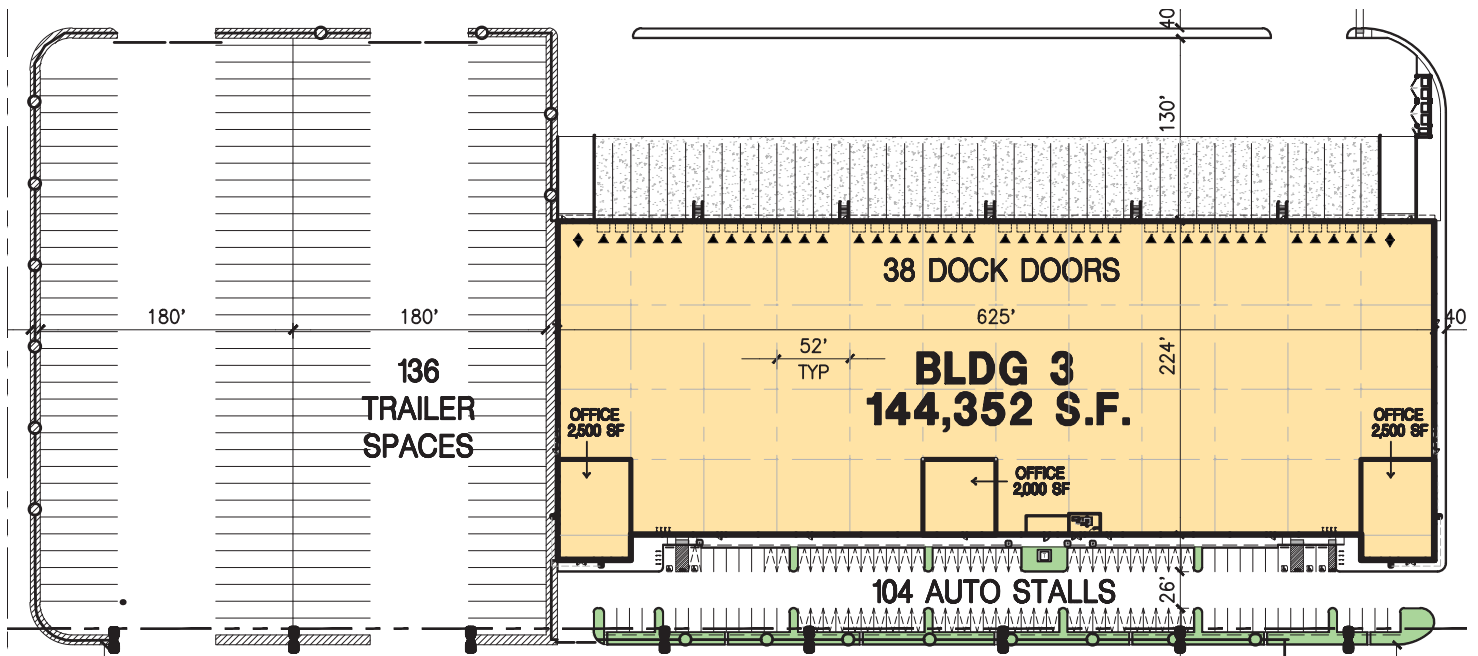 40
130'
38 DOCK DOORS
180'
180'
625'
40
52'
TYP
224'
BLDG 3
144,352 S.F.
136
TRAILER
SPACES
OFFICE
2,500 SF
OFFICE
2,500 SF
OFFICE
2,000 SF
104 AUTO STALLS
26'